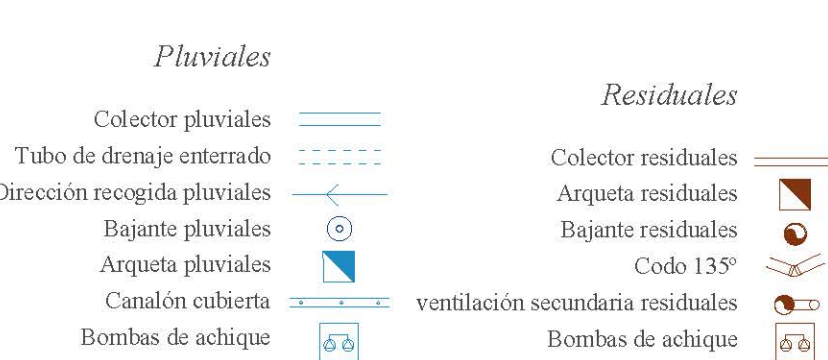 Pluviales
Colector pluviales
Tubo de drenaje enterrado
Dirección recogida pluviales
Bajante pluviales
Arqueta pluviales
Canalón cubierta
Bombas de achique
Residuales
Colector residuales
Arqueta residuales
Bajante residuales
Codo 135º
ventilación secundaria residuales
Bombas de achique